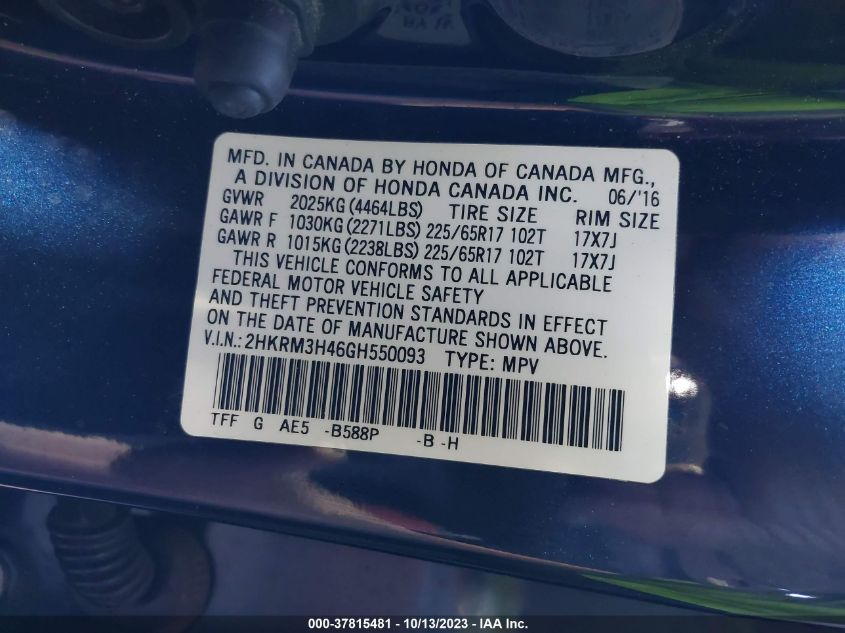 MFD. IN CANADA BY HONDA OF CANADA MFG.,
A DIVISION OF HONDA CANADA INC. 06/'16
GVWR 2025KG (4464LBS) TIRE SIZE RIM SIZE
GAWR F 1030KG (2271LBS) 225/65R17 102T 17X7J
GAWR R 1015KG (2238LBS) 225/65R17 102T 17X7J
THIS VEHICLE CONFORMS TO ALL APPLICABLE
FEDERAL MOTOR VEHICLE SAFETY
AND THEFT PREVENTION STANDARDS IN EFFECT
ON THE DATE OF MANUFACTURE SHOWN ABOVE.
V.I.N.: 2HKRM3H46GH550093 TYPE: MPV
TFF G AE5 -B588P -B -H
000-37815481 - 10/13/2023 - IAA Inc.